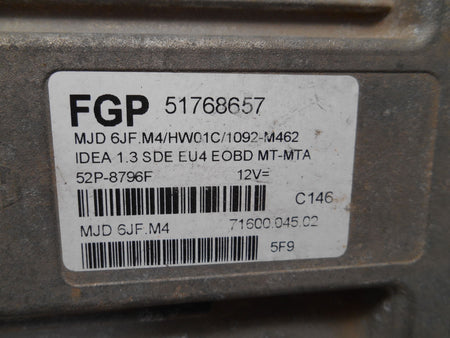 FGP 51768657
MJD 6JF.M4/HW01C/1092-M462
IDEA 1.3 SDE EU4 EOBD MT-MTA
52P-8796F 12V=
C146
MJD 6JF.M4 71600.045.02
5F9